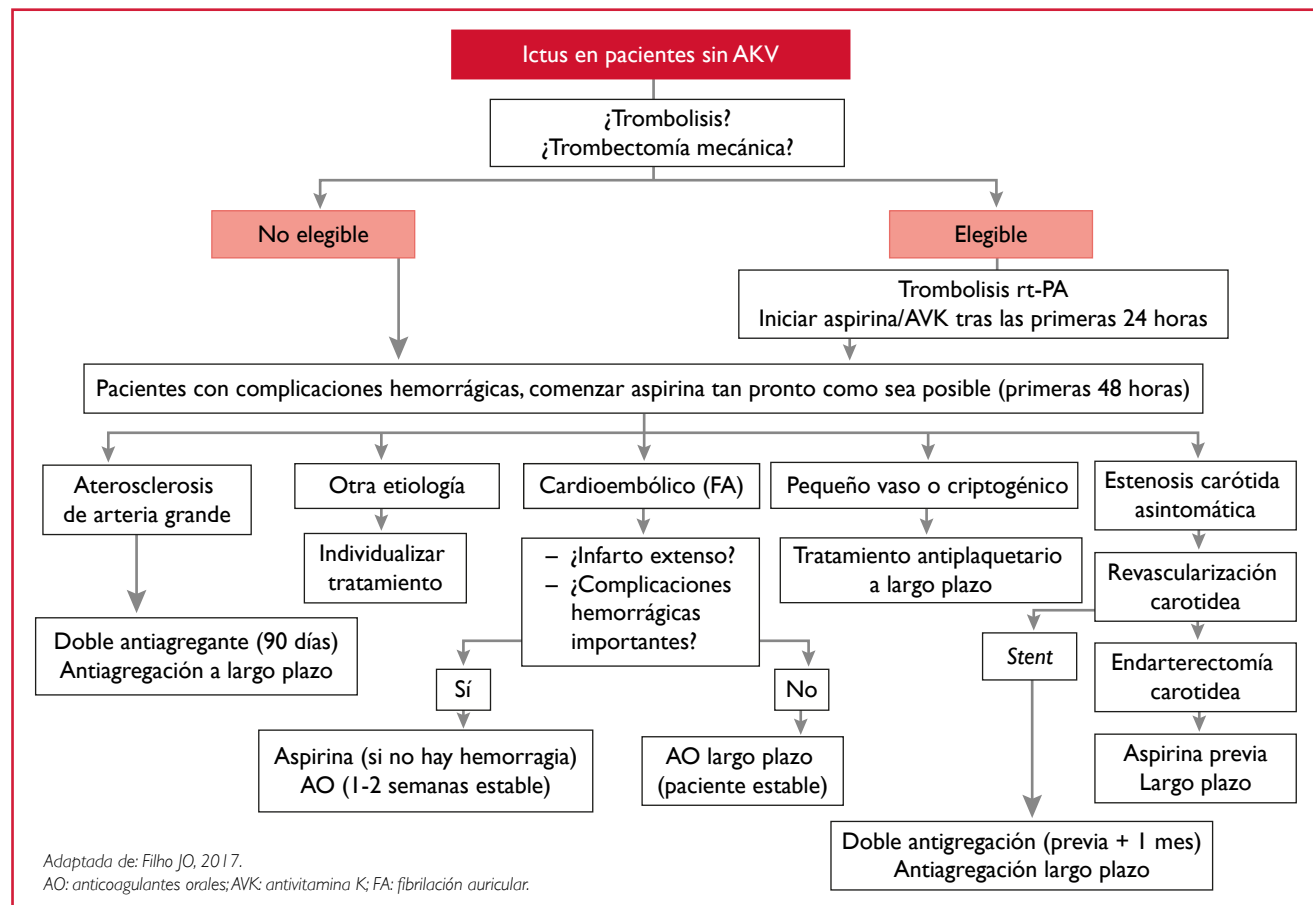 Ictus en pacientes sin AKV
¿Trombolisis?
¿Trombectomía mecánica?
No elegible
Elegible
Trombolisis rt-PA
Iniciar aspirina/AVK tras las primeras 24 horas
Pacientes con complicaciones hemorrágicas, comenzar aspirina tan pronto como sea posible (primeras 48 horas)
Aterosclerosis
de arteria grande
Doble antiagregante (90 días)
Antiagregación a largo plazo
Otra etiología
Individualizar
tratamiento
Cardioembólico (FA)
– ¿Infarto extenso?
– ¿Complicaciones
hemorrágicas
importantes?
Sí
Aspirina (si no hay hemorragia)
AO (1-2 semanas estable)
No
AO largo plazo
(paciente estable)
Pequeño vaso o criptogénico
Tratamiento antiplaquetario
a largo plazo
Estenosis carótida
asintomática
Revascularización
carotidea
Stent
Doble antigregación (previa + 1 mes)
Antiagregación largo plazo
Endarterectomía
carotidea
Aspirina previa
Largo plazo
Adaptada de: Filho JO, 2017.
AO: anticoagulantes orales; AVK: antivitamina K; FA: fibrilación auricular.